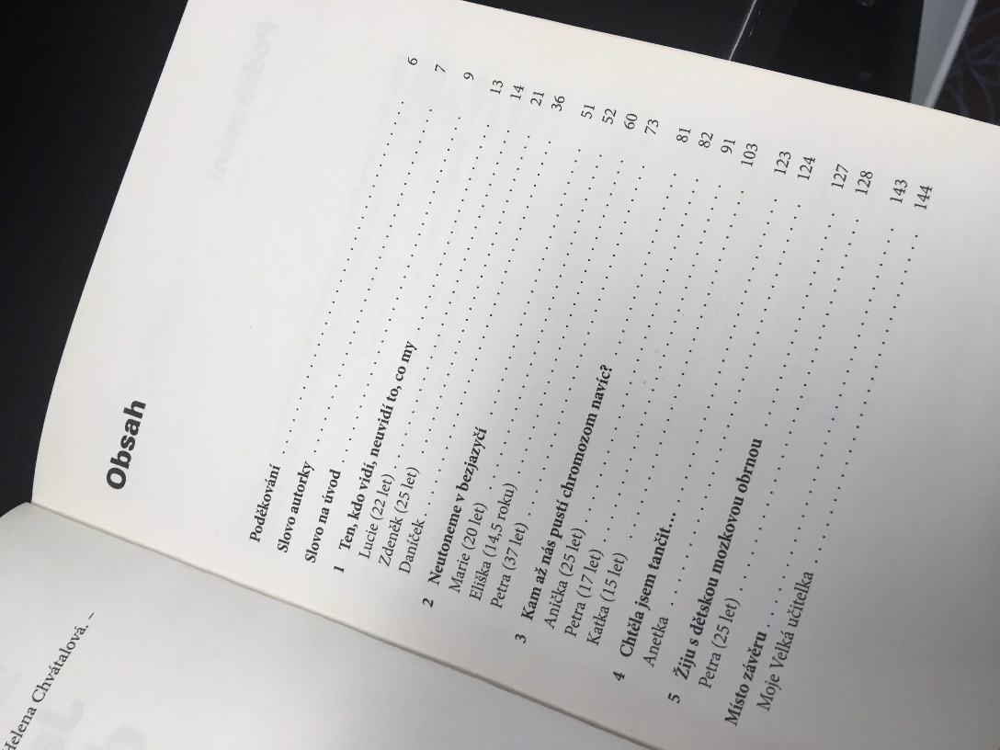 Helena Chvátalová. –
Obsah
Poděkování . . . . . . . . . . 6
Slovo autorky . . . . . . . . . . 7
Slovo na úvod . . . . . . . . . . 9
1 Ten, kdo vidí, neuvidí to, co my . . . . . . . . . . 13
Lucie (22 let) . . . . . . . . . . 14
Zdeněk (25 let) . . . . . . . . . . 21
Daníček . . . . . . . . . . 36
2 Neutoneme v bezjazyčí . . . . . . . . . . 51
Marie (20 let) . . . . . . . . . . 52
Eliška (14,5 roku) . . . . . . . . . . 60
Petra (37 let) . . . . . . . . . . 73
3 Kam až nás pustí chromozom navíc? . . . . . . . . . . 81
Anička (25 let) . . . . . . . . . . 82
Petra (17 let) . . . . . . . . . . 91
Katka (15 let) . . . . . . . . . . 103
4 Chtěla jsem tančit… . . . . . . . . . . 123
Anetka . . . . . . . . . . 124
5 Žiju s dětskou mozkovou obrnou . . . . . . . . . . 127
Petra (25 let) . . . . . . . . . . 128
Místo závěru . . . . . . . . . . 143
Moje Velká učitelka . . . . . . . . . . 144